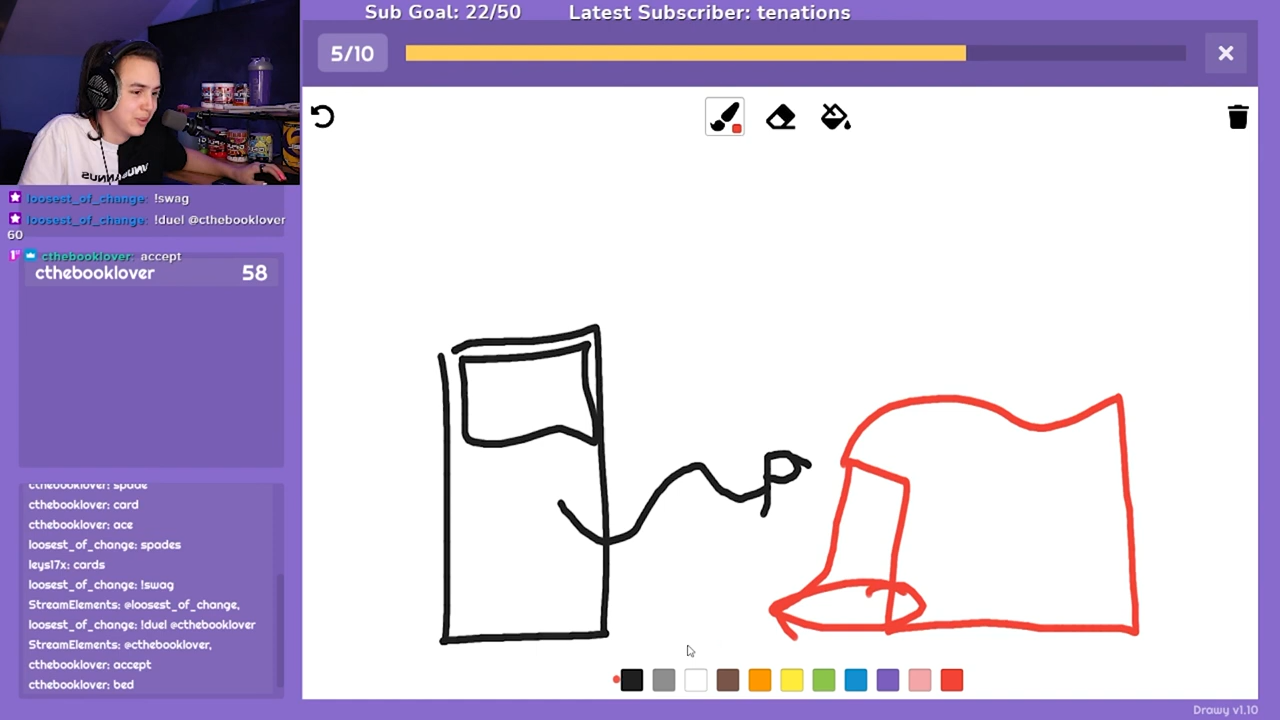 Sub Goal: 22/50
Latest Subscriber: tenations
5/10
loosest_of_change: !swag
loosest_of_change: !duel @cthebooklover
60
cthebooklover: accept
cthebooklover 58
cthebooklover: spade
cthebooklover: card
cthebooklover: ace
loosest_of_change: spades
leys17x: cards
loosest_of_change: !swag
StreamElements: @loosest_of_change,
loosest_of_change: !duel @cthebooklover
StreamElements: @cthebooklover,
cthebooklover: accept
cthebooklover: bed
Drawy v1.10